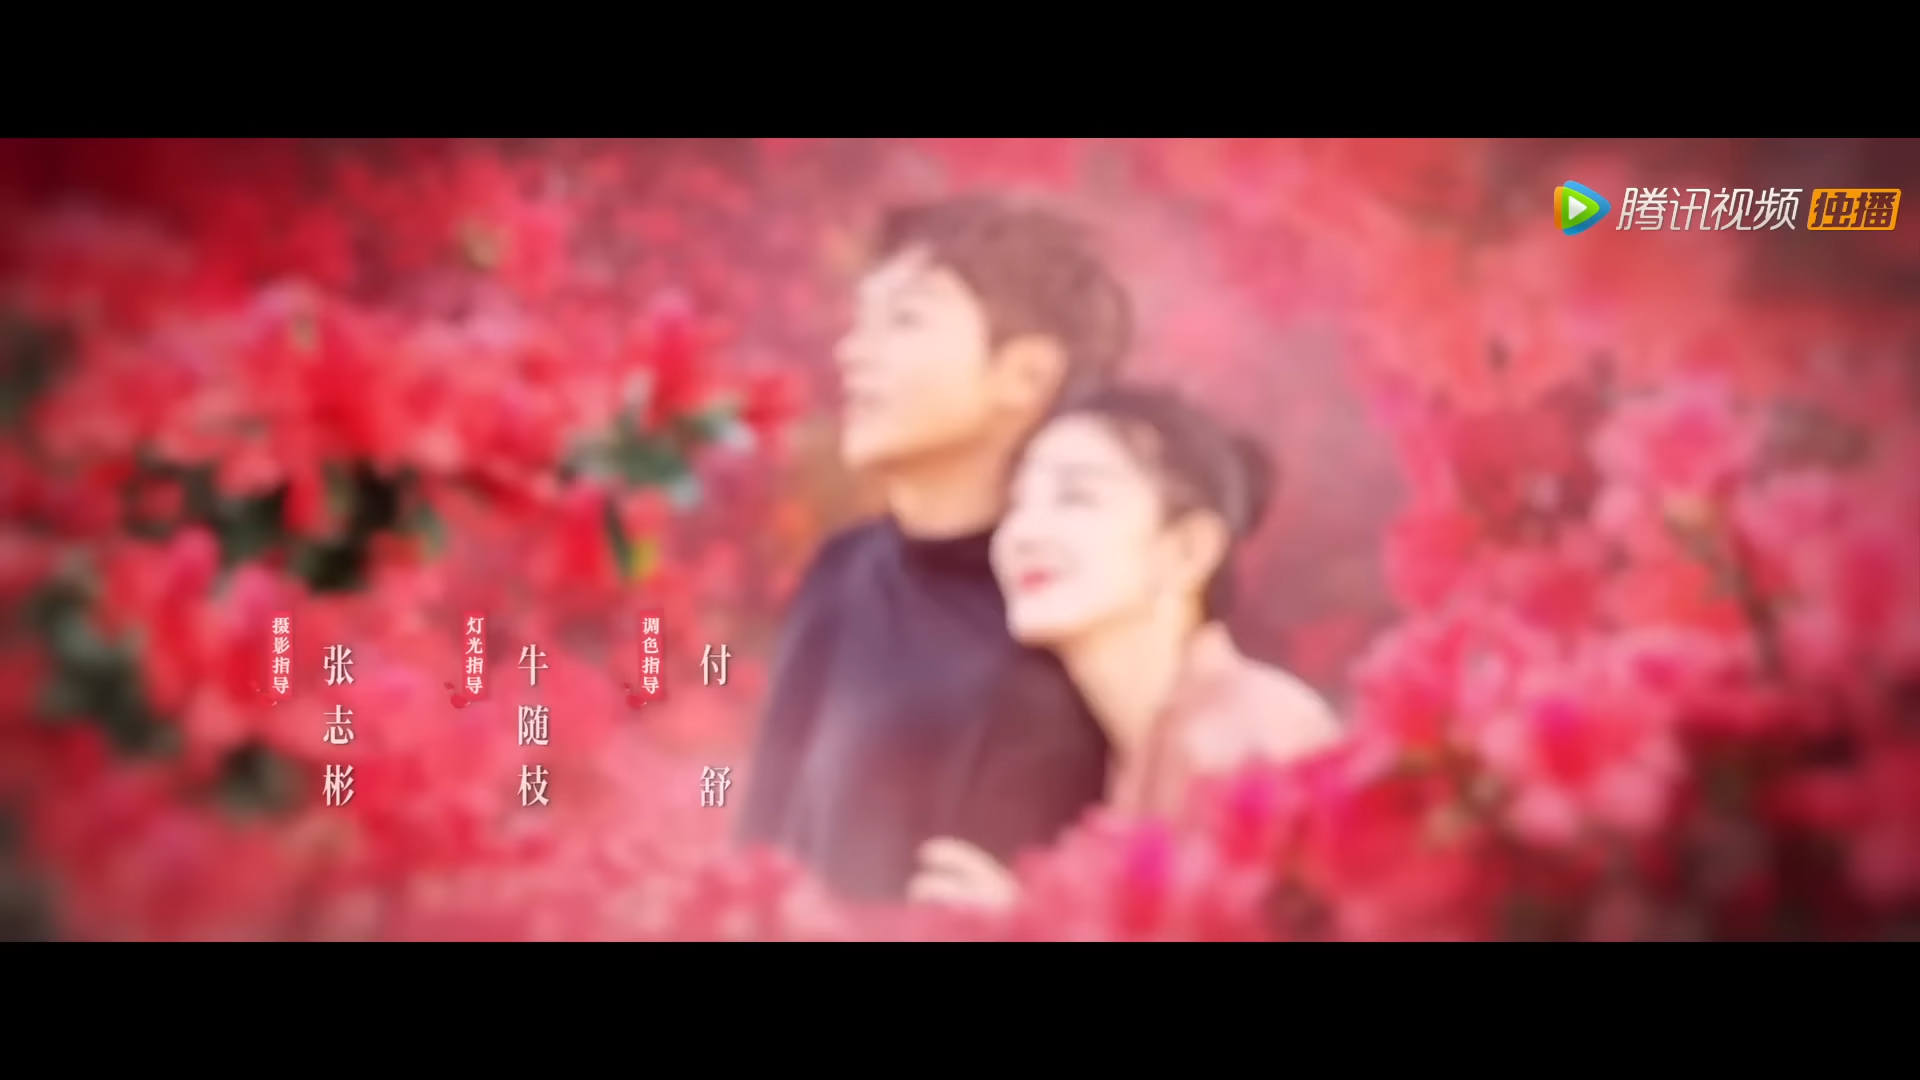 腾讯视频 独播
摄影指导
张志彬
灯光指导
牛随枝
调色指导
付舒